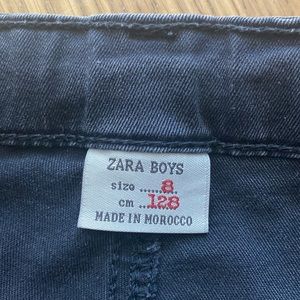 ZARA BOYS
size ......8
cm ...128
MADE IN MOROCCO